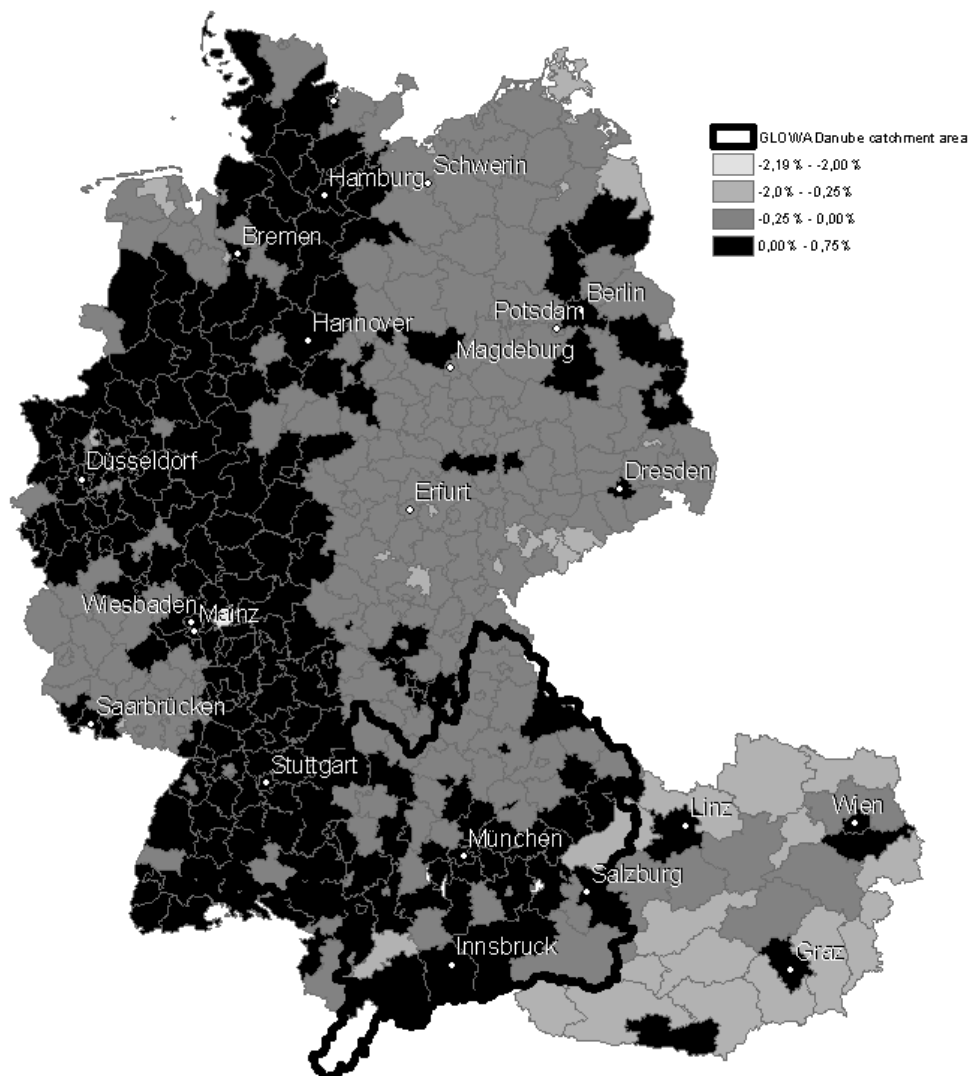 GLOWA Danube catchment area
-2,19 % - -2,00 %
-2,0 % - -0,25 %
-0,25 % - 0,00 %
0,00 % - 0,75 %
Schwerin
Hamburg
Bremen
Berlin
Potsdam
Hannover
Magdeburg
Düsseldorf
Dresden
Erfurt
Wiesbaden
Mainz
Saarbrücken
Stuttgart
Linz
Wien
München
Salzburg
Innsbruck
Graz